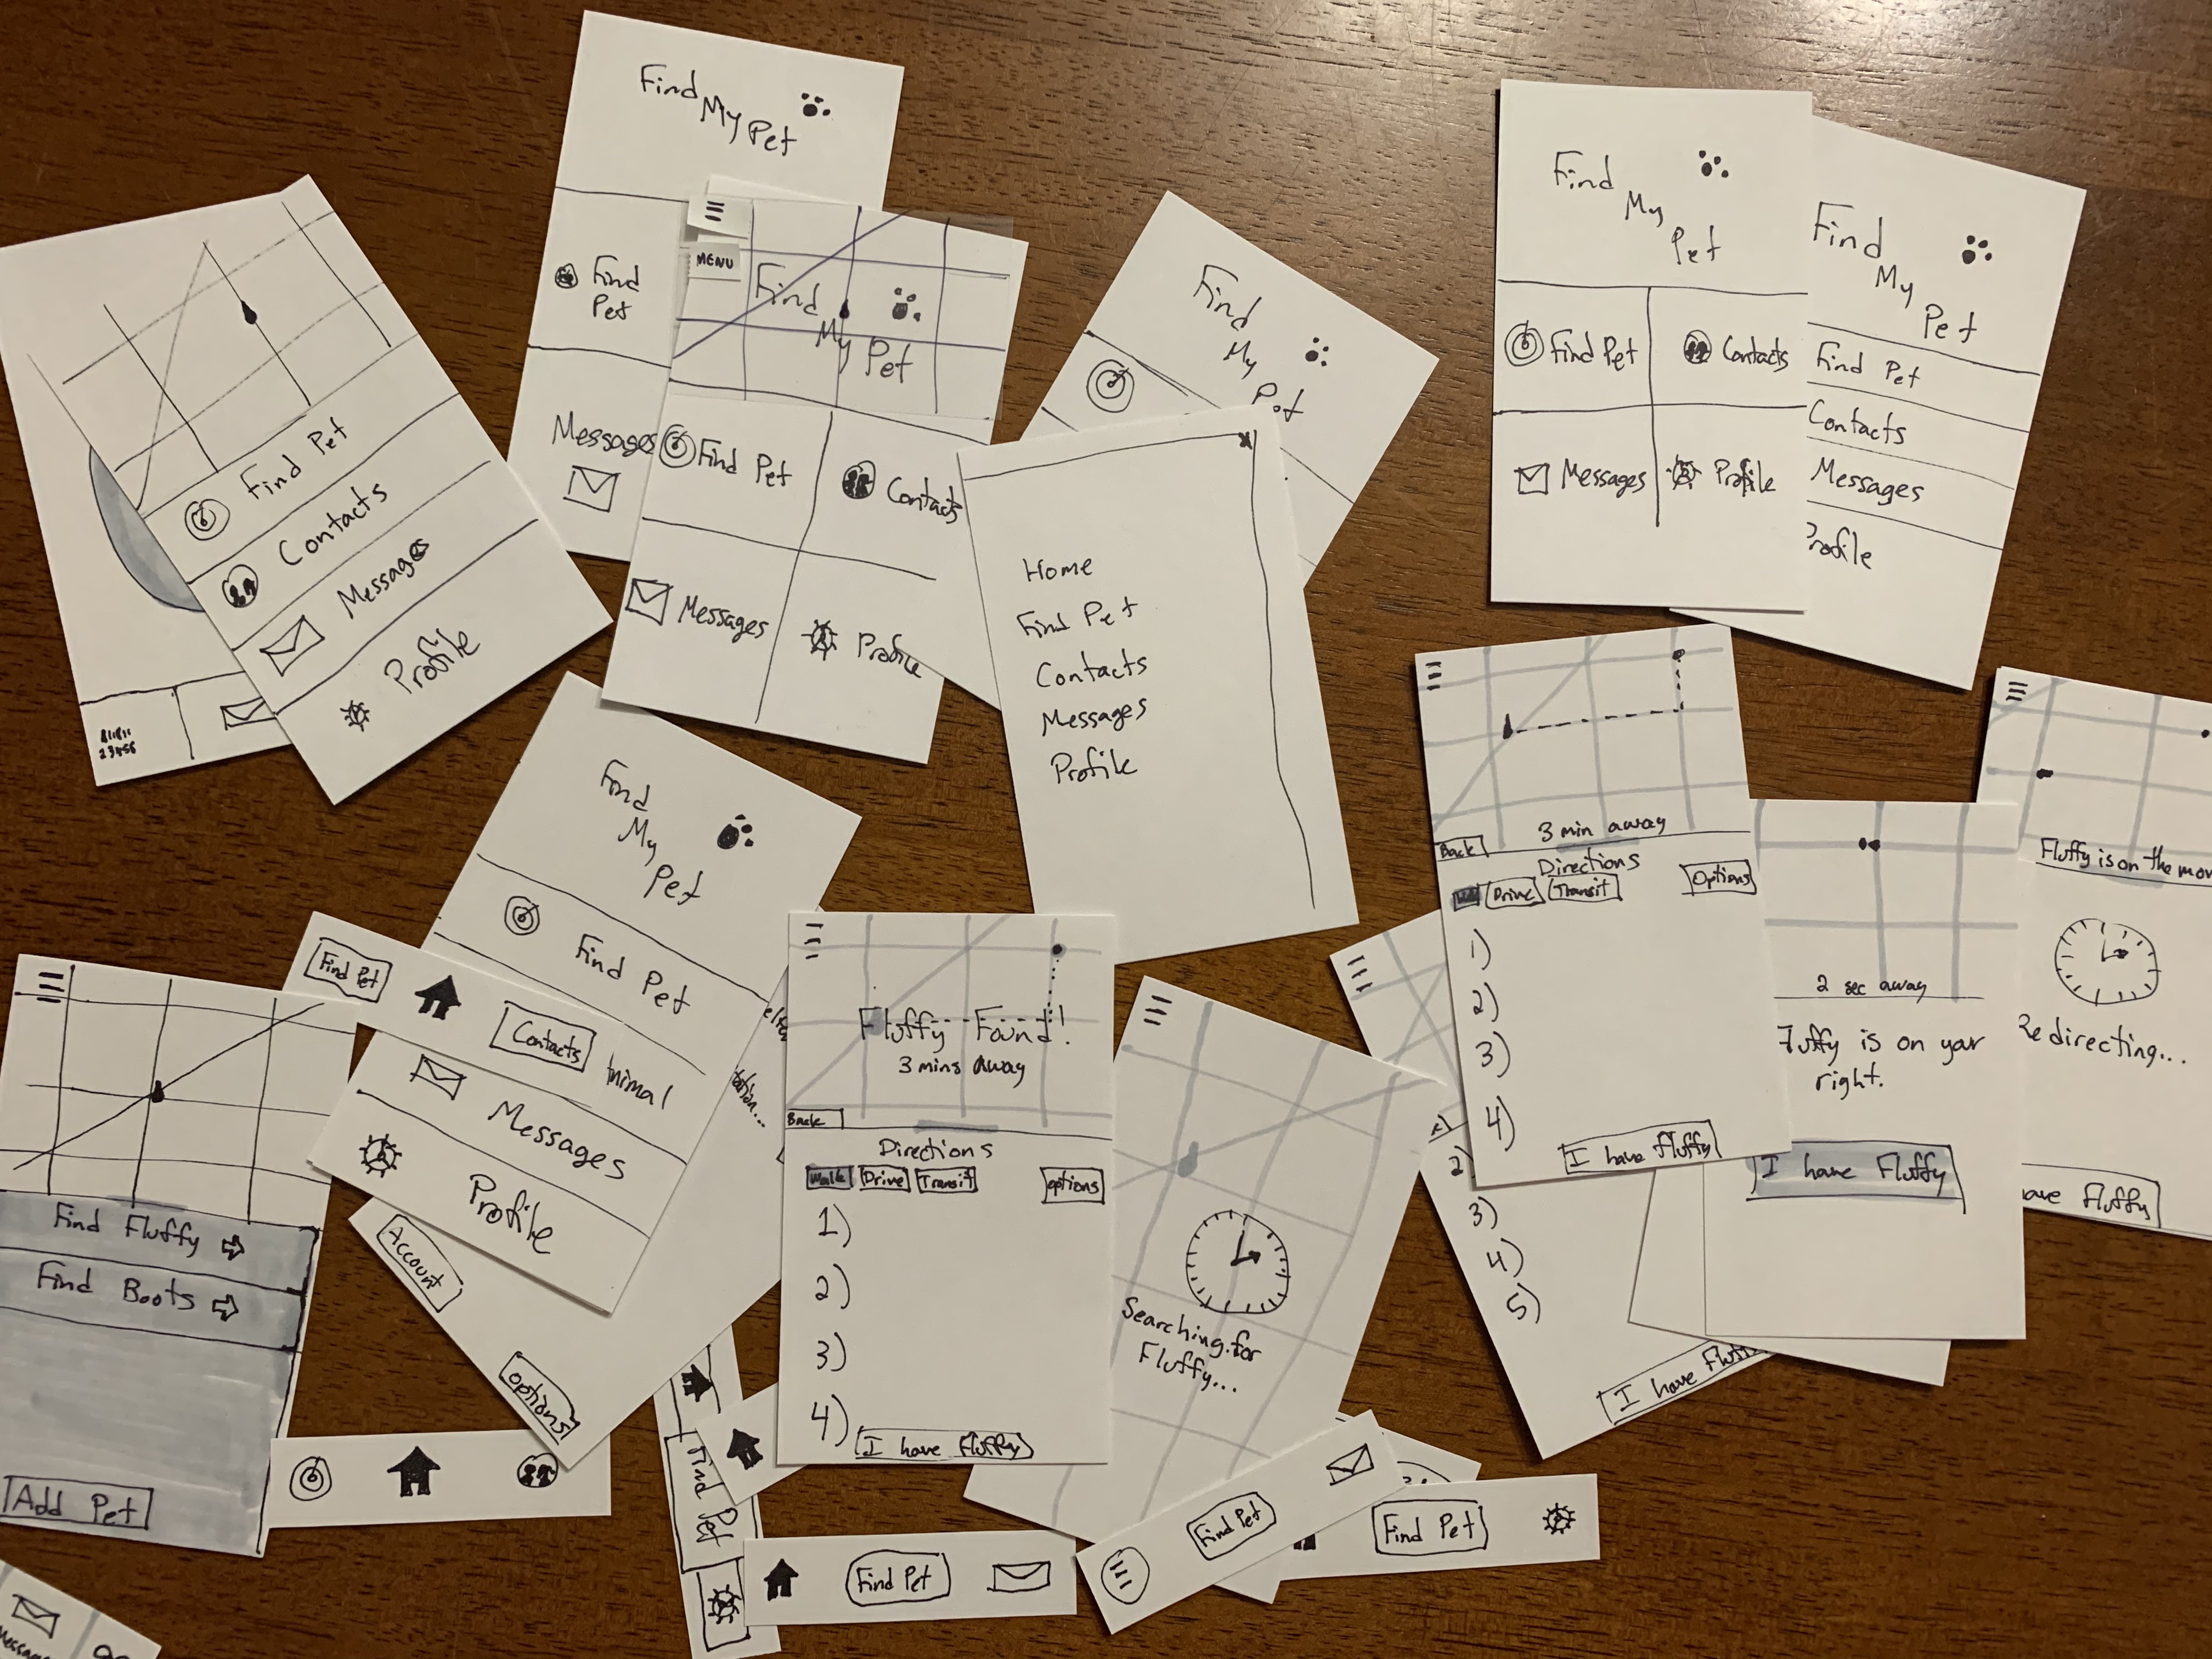 Find
My
Pet
Find
Pet
Messages
MENU
Find
My
Pet
Find Pet
Contacts
Messages
Profile
Find Pet
Contacts
Messages
Profile
Find
My
Pet
Home
Find Pet
Contacts
Messages
Profile
Find
My
Pet
Find Pet
Contacts
Messages
Profile
Find
My
Pet
Find Pet
Contacts
Messages
Profile
3 min away
Back
Directions
Drive
Transit
Options
1)
2)
3)
4)
I have Fluffy
2 sec away
Fluffy is on your
right.
I have Fluffy
Fluffy is on the mov
Redirecting...
ave Fluffy
2)
3)
4)
5)
I have Fluff
Find
My
Pet
Find Pet
Messages
Profile
Find Pet
Contacts
nimal
Account
Options
Find Fluffy
Find Boots
Add Pet
Fluffy Found!
3 mins away
Back
Directions
Walk
Drive
Transit
options
1)
2)
3)
4)
I have Fluffy
Searching for
Fluffy...
Find Pet
Find Pet
Find Pet
Find Pet